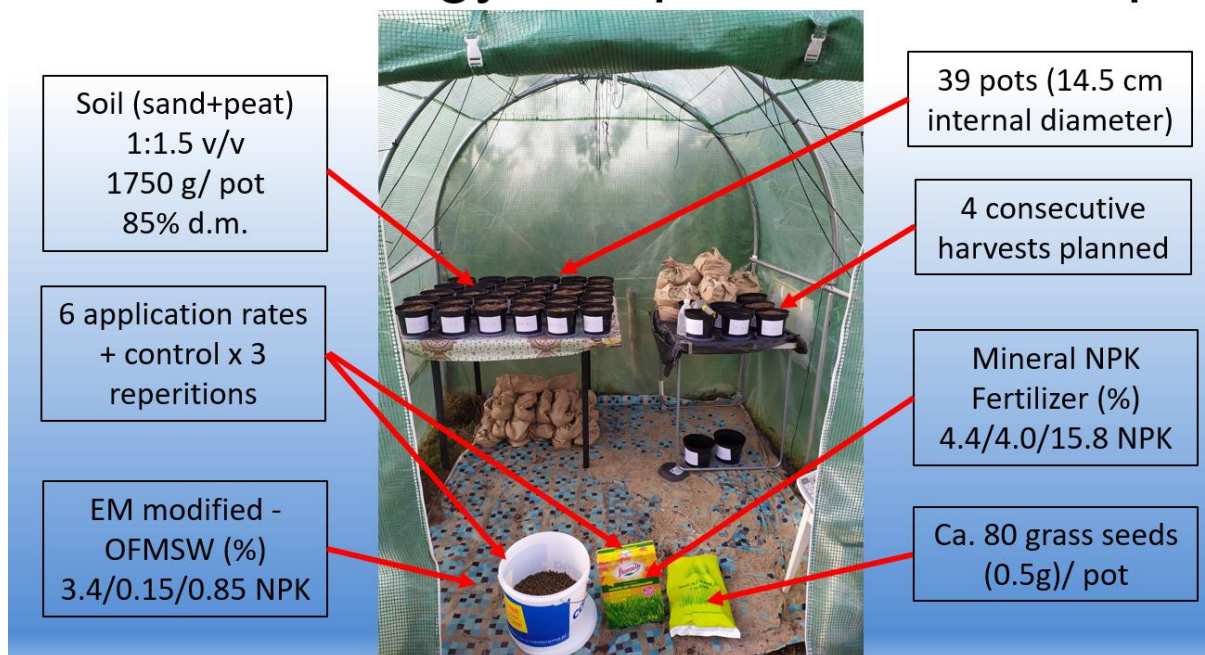 Soil (sand+peat)
1:1.5 v/v
1750 g/ pot
85% d.m.
6 application rates
+ control x 3
reperitions
EM modified -
OFMSW (%)
3.4/0.15/0.85 NPK
39 pots (14.5 cm
internal diameter)
4 consecutive
harvests planned
Mineral NPK
Fertilizer (%)
4.4/4.0/15.8 NPK
Ca. 80 grass seeds
(0.5g)/ pot